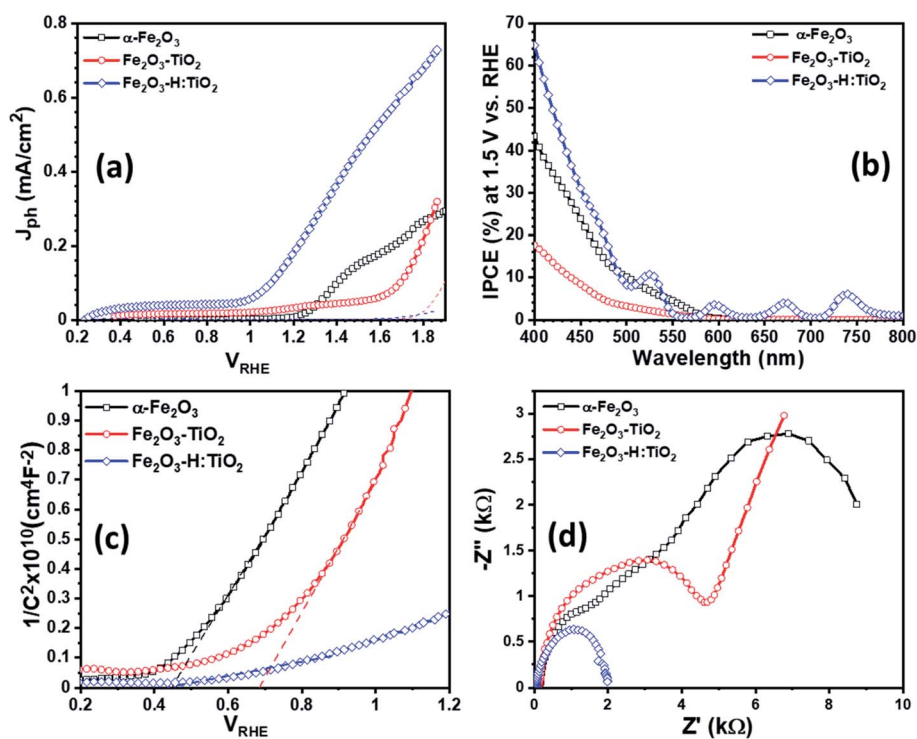 0.8
0.6
0.4
0.2
0
J_ph (mA/cm²)
α-Fe₂O₃
Fe₂O₃-TiO₂
Fe₂O₃-H:TiO₂
(a)
0.2 0.4 0.6 0.8 1.0 1.2 1.4 1.6 1.8
V_RHE
70
60
50
40
30
20
10
0
IPCE (%) at 1.5 V vs. RHE
α-Fe₂O₃
Fe₂O₃-TiO₂
Fe₂O₃-H:TiO₂
(b)
400 450 500 550 600 650 700 750 800
Wavelength (nm)
1
0.9
0.8
0.7
0.6
0.5
0.4
0.3
0.2
0.1
0
1/C²x10¹⁰(cm⁴F⁻²)
α-Fe₂O₃
Fe₂O₃-TiO₂
Fe₂O₃-H:TiO₂
(c)
0.2 0.4 0.6 0.8 1 1.2
V_RHE
3
2.5
2
1.5
1
0.5
0
-Z" (kΩ)
α-Fe₂O₃
Fe₂O₃-TiO₂
Fe₂O₃-H:TiO₂
(d)
0 2 4 6 8 10
Z' (kΩ)